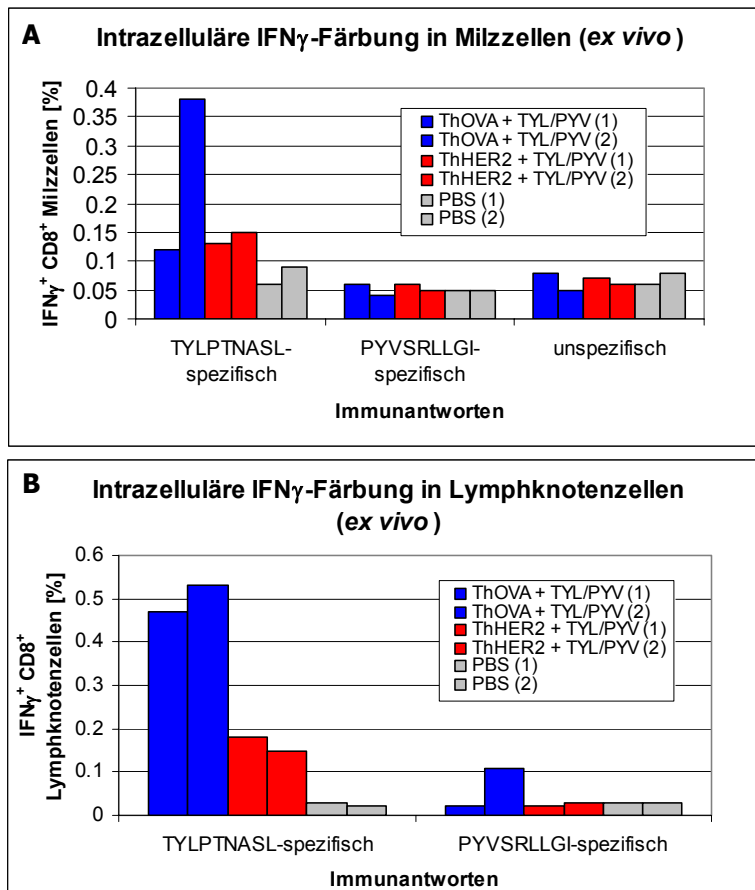 A
Intrazelluläre IFNγ-Färbung in Milzzellen (ex vivo )
IFNγ+ CD8+ Milzzellen [%]
0.4
0.35
0.3
0.25
0.2
0.15
0.1
0.05
0
ThOVA + TYL/PYV (1)
ThOVA + TYL/PYV (2)
ThHER2 + TYL/PYV (1)
ThHER2 + TYL/PYV (2)
PBS (1)
PBS (2)
TYLPTNASL-
spezifisch
PYVSRLLGI-
spezifisch
unspezifisch
Immunantworten
B
Intrazelluläre IFNγ-Färbung in Lymphknotenzellen
(ex vivo )
IFNγ+ CD8+
Lymphknotenzellen [%]
0.6
0.5
0.4
0.3
0.2
0.1
0
ThOVA + TYL/PYV (1)
ThOVA + TYL/PYV (2)
ThHER2 + TYL/PYV (1)
ThHER2 + TYL/PYV (2)
PBS (1)
PBS (2)
TYLPTNASL-spezifisch
PYVSRLLGI-spezifisch
Immunantworten